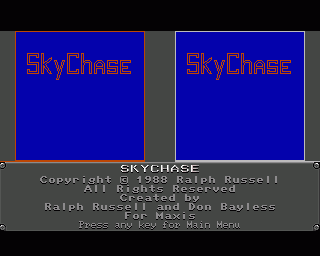 SkyChase SkyChase
SKYCHASE
Copyright © 1988 Ralph Russell
All Rights Reserved
Created by
Ralph Russell and Don Bayless
For Maxis
Press any key for Main Menu